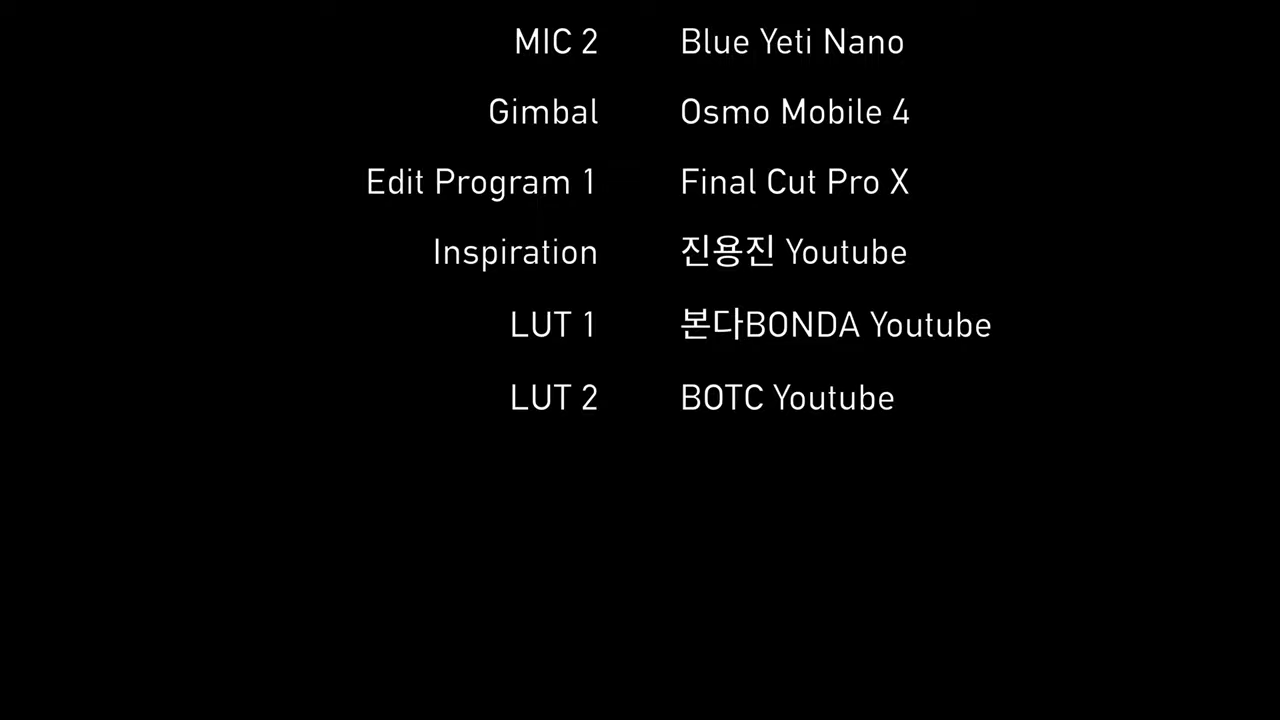 MIC 2 Blue Yeti Nano
Gimbal Osmo Mobile 4
Edit Program 1 Final Cut Pro X
Inspiration 진용진 Youtube
LUT 1 본다BONDA Youtube
LUT 2 BOTC Youtube